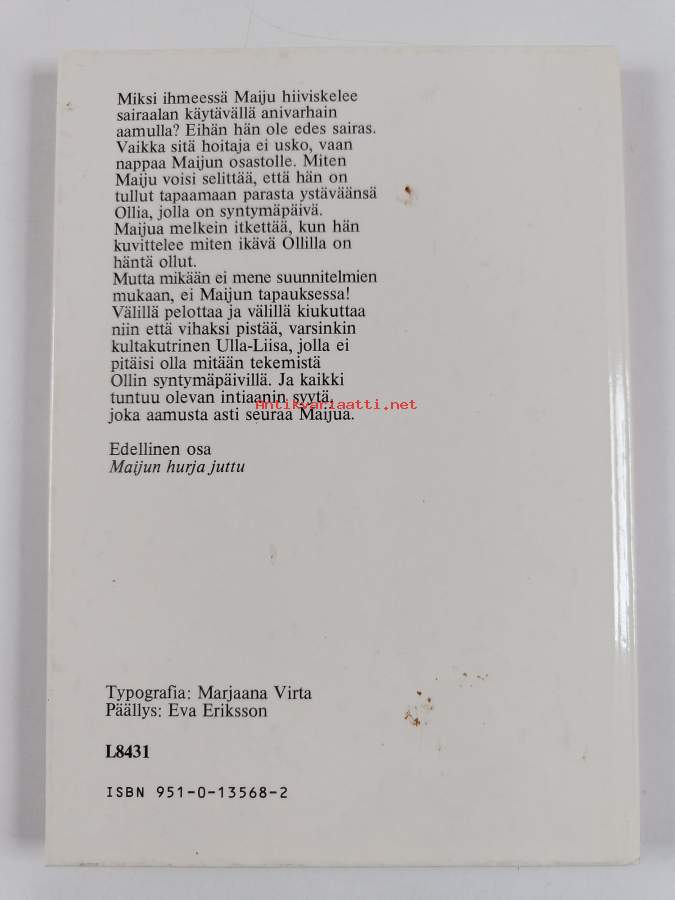 Miksi ihmeessä Maiju hiiviskelee
sairaalan käytävällä anivarhain
aamulla? Eihän hän ole edes sairas.
Vaikka sitä hoitaja ei usko, vaan
nappaa Maijun osastolle. Miten
Maiju voisi selittää, että hän on
tullut tapaamaan parasta ystäväänsä
Ollia, jolla on syntymäpäivä.
Maijua melkein itkettää, kun hän
kuvittelee miten ikävä Ollilla on
häntä ollut.
Mutta mikään ei mene suunnitelmien
mukaan, ei Maijun tapauksessa!
Välillä pelottaa ja välillä kiukuttaa
niin että vihaksi pistää, varsinkin
kultakutrinen Ulla-Liisa, jolla ei
pitäisi olla mitään tekemistä
Ollin syntymäpäivillä. Ja kaikki
tuntuu olevan intiaanin syytä,
Antikvariaatti.net
joka aamusta asti seuraa Maijua.
Edellinen osa
Maijun hurja juttu
Typografia: Marjaana Virta
Päällys: Eva Eriksson
L8431
ISBN 951-0-13568-2